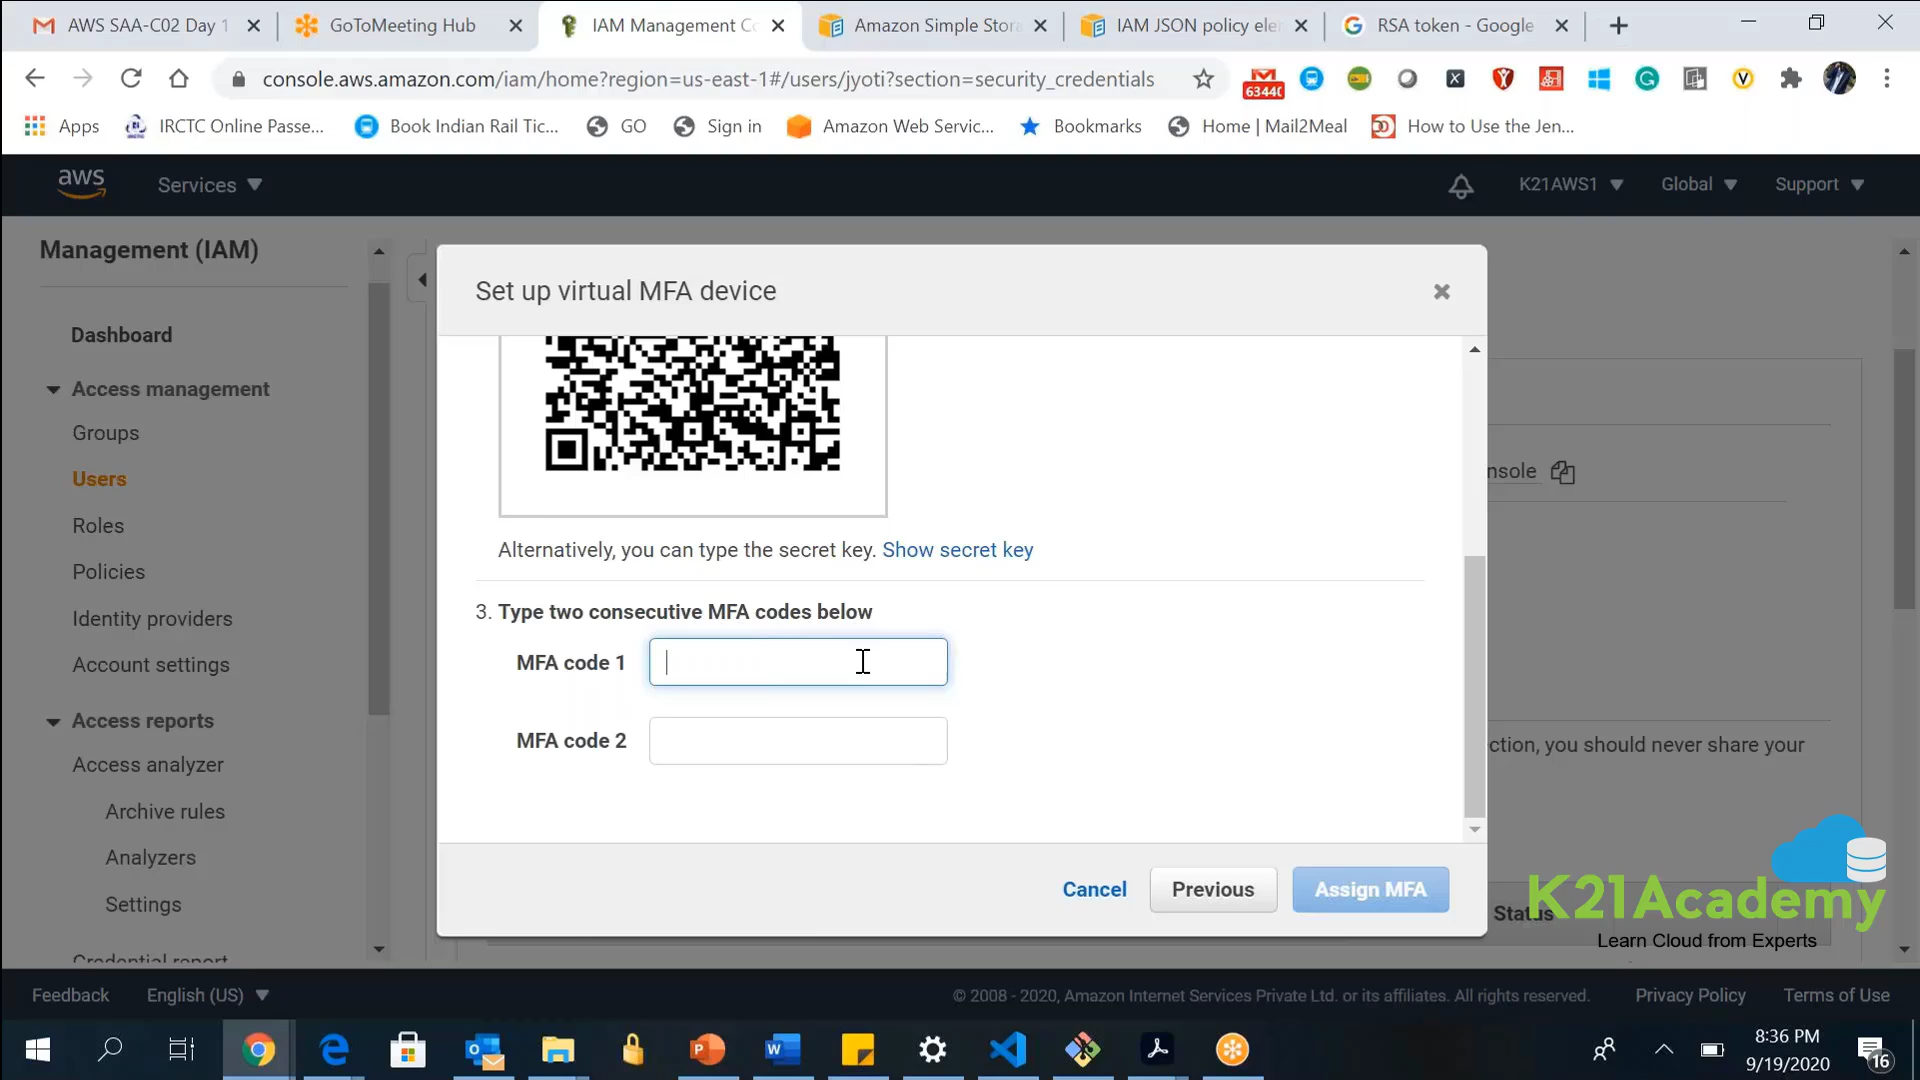 AWS SAA-C02 Day 1
GoToMeeting Hub
IAM Management Co
Amazon Simple Stora
IAM JSON policy ele
RSA token - Google
console.aws.amazon.com/iam/home?region=us-east-1#/users/jyoti?section=security_credentials
6344(
Apps
IRCTC Online Passe...
Book Indian Rail Tic...
GO
Sign in
Amazon Web Servic...
Bookmarks
Home | Mail2Meal
How to Use the Jen...
aws
Services
K21AWS1
Global
Support
Management (IAM)
Dashboard
Access management
Groups
Users
Roles
Policies
Identity providers
Account settings
Access reports
Access analyzer
Archive rules
Analyzers
Settings
Credential report
Set up virtual MFA device
Alternatively, you can type the secret key. Show secret key
3. Type two consecutive MFA codes below
MFA code 1
MFA code 2
Cancel
Previous
Assign MFA
nsole
ction, you should never share your
Status
K21Academy
Learn Cloud from Experts
Feedback
English (US)
© 2008 - 2020, Amazon Internet Services Private Ltd. or its affiliates. All rights reserved.
Privacy Policy
Terms of Use
8:36 PM
9/19/2020
16